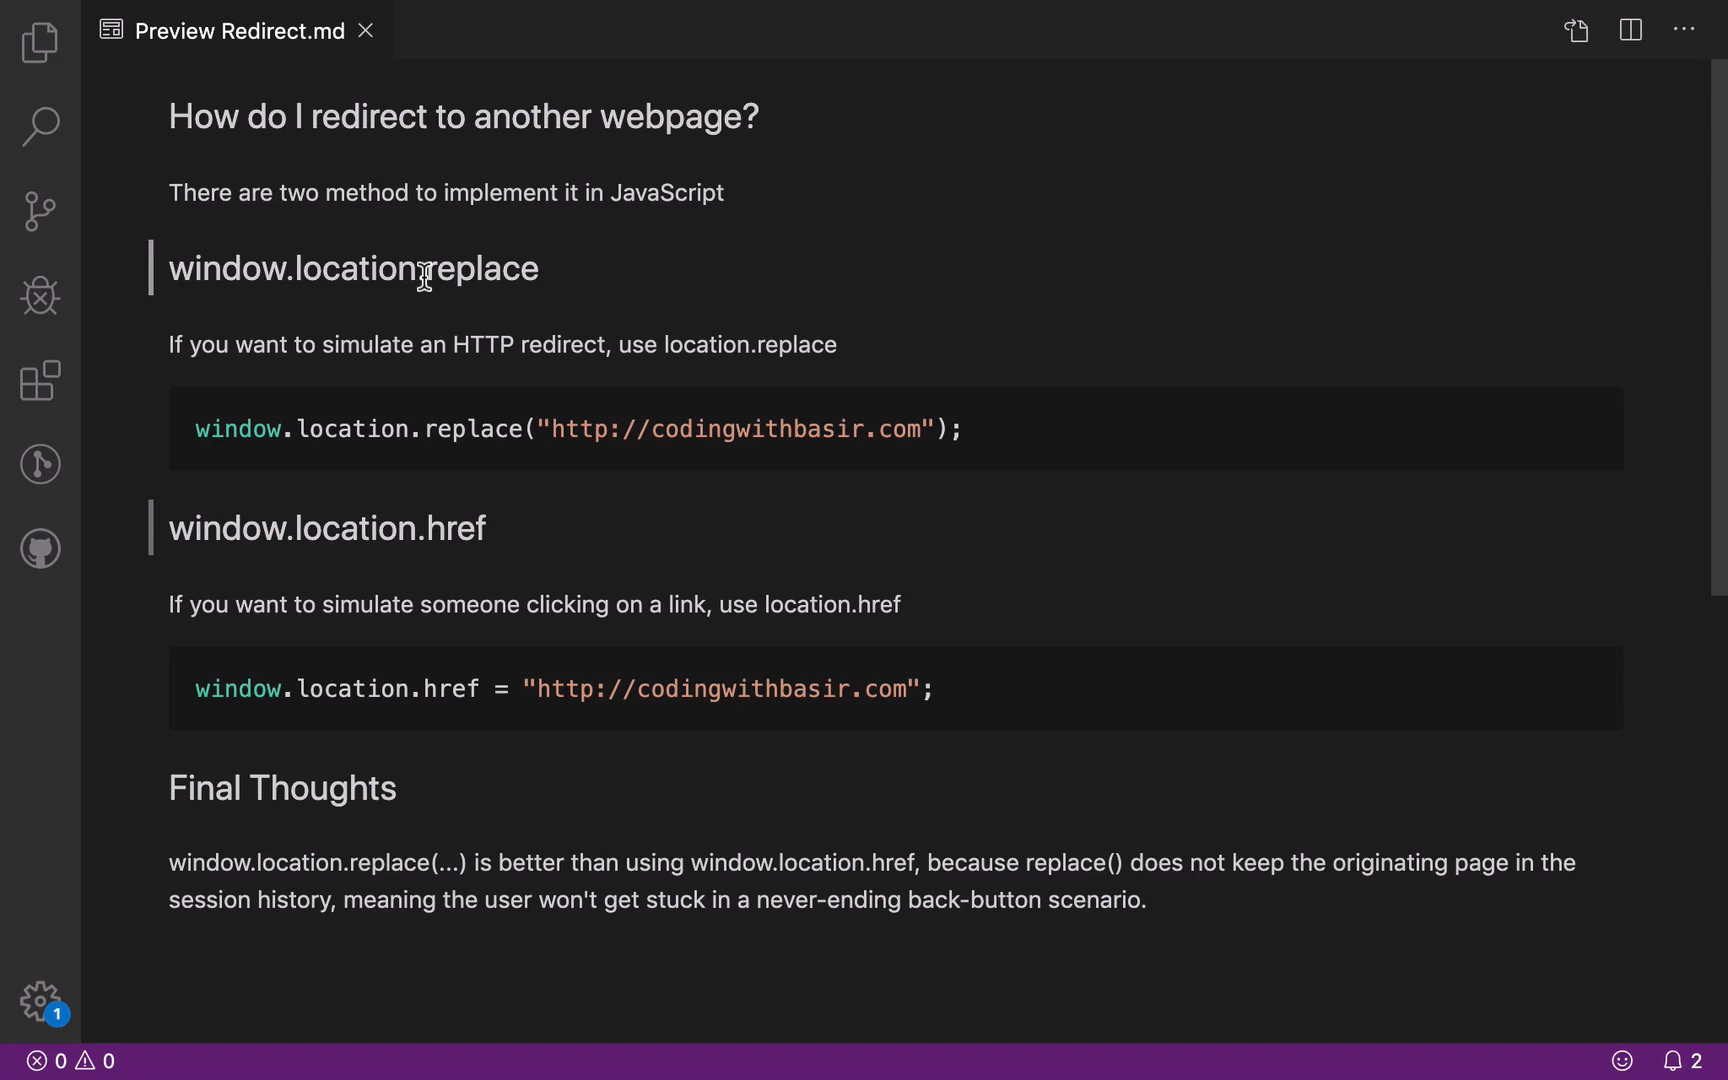 Preview Redirect.md
How do I redirect to another webpage?
There are two method to implement it in JavaScript
window.location.replace
If you want to simulate an HTTP redirect, use location.replace
window.location.replace("http://codingwithbasir.com");
window.location.href
If you want to simulate someone clicking on a link, use location.href
window.location.href = "http://codingwithbasir.com";
Final Thoughts
window.location.replace(...) is better than using window.location.href, because replace() does not keep the originating page in the
session history, meaning the user won't get stuck in a never-ending back-button scenario.
1
0 0
2